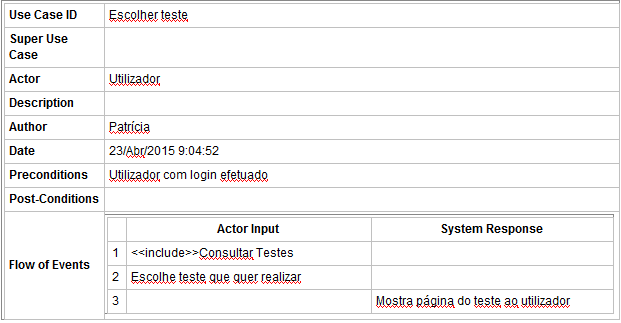 Use Case ID Escolher teste
Super Use
Case
Actor Utilizador
Description
Author Patrícia
Date 23/Abr/2015 9:04:52
Preconditions Utilizador com login efetuado
Post-Conditions
Flow of Events
Actor Input System Response
1 <<include>>Consultar Testes
2 Escolhe teste que quer realizar
3 Mostra página do teste ao utilizador